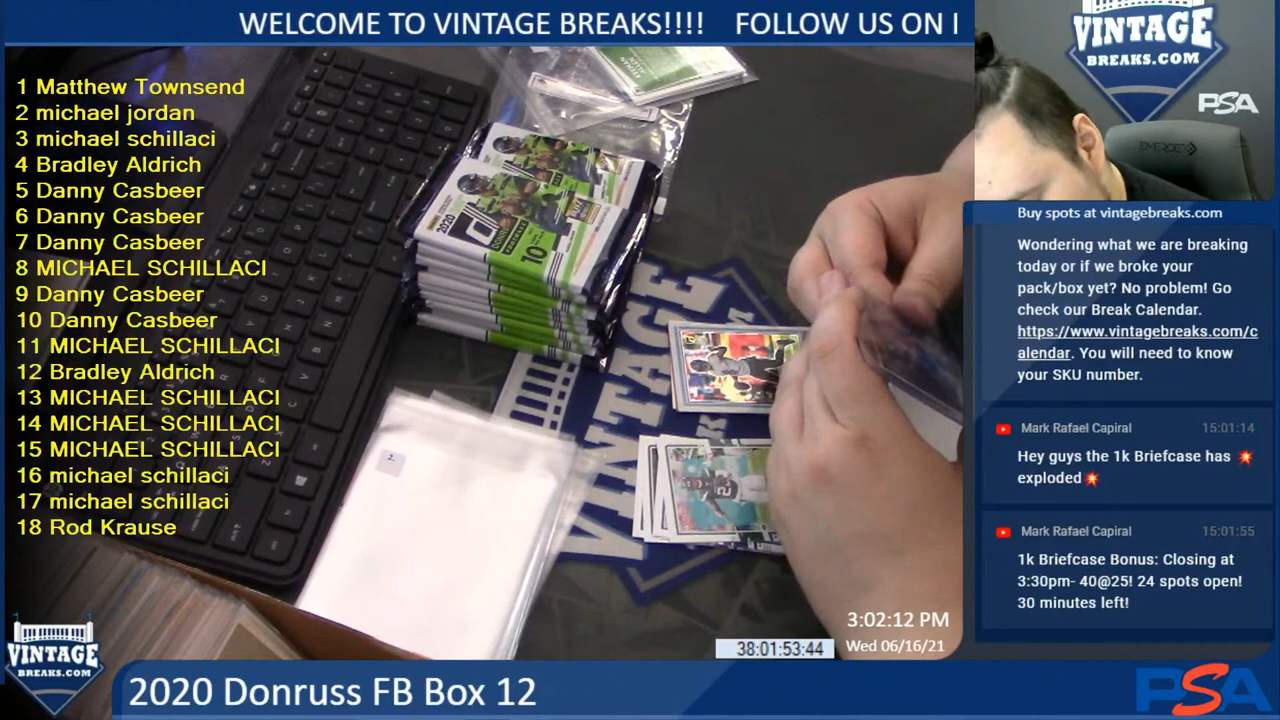 WELCOME TO VINTAGE BREAKS!!!! FOLLOW US ON
1 Matthew Townsend
2 michael jordan
3 michael schillaci
4 Bradley Aldrich
5 Danny Casbeer
6 Danny Casbeer
7 Danny Casbeer
8 MICHAEL SCHILLACI
9 Danny Casbeer
10 Danny Casbeer
11 MICHAEL SCHILLACI
12 Bradley Aldrich
13 MICHAEL SCHILLACI
14 MICHAEL SCHILLACI
15 MICHAEL SCHILLACI
16 michael schillaci
17 michael schillaci
18 Rod Krause
2020
10
VINTAGE
VINTAGE
BREAKS.COM
PSA
Buy spots at vintagebreaks.com
Wondering what we are breaking
today or if we broke your
pack/box yet? No problem! Go
check our Break Calendar.
https://www.vintagebreaks.com/c
alendar. You will need to know
your SKU number.
Mark Rafael Capiral 15:01:14
Hey guys the 1k Briefcase has 💥
exploded💥
Mark Rafael Capiral 15:01:55
1k Briefcase Bonus: Closing at
3:30pm- 40@25! 24 spots open!
30 minutes left!
3:02:12 PM
38:01:53:44 Wed 06/16/21
VINTAGE
BREAKS.COM
2020 Donruss FB Box 12
PSA